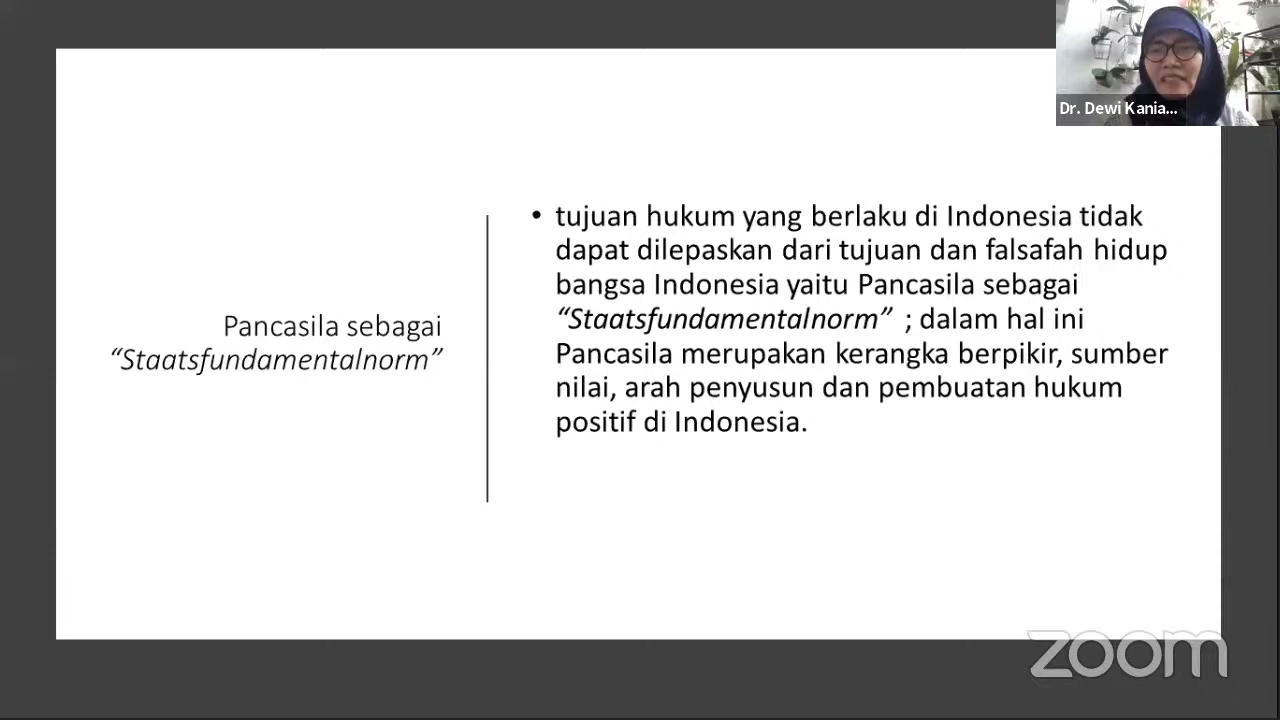 Dr. Dewi Kania...
Pancasila sebagai
“Staatsfundamentalnorm”
• tujuan hukum yang berlaku di Indonesia tidak
dapat dilepaskan dari tujuan dan falsafah hidup
bangsa Indonesia yaitu Pancasila sebagai
“Staatsfundamentalnorm” ; dalam hal ini
Pancasila merupakan kerangka berpikir, sumber
nilai, arah penyusun dan pembuatan hukum
positif di Indonesia.
zoom